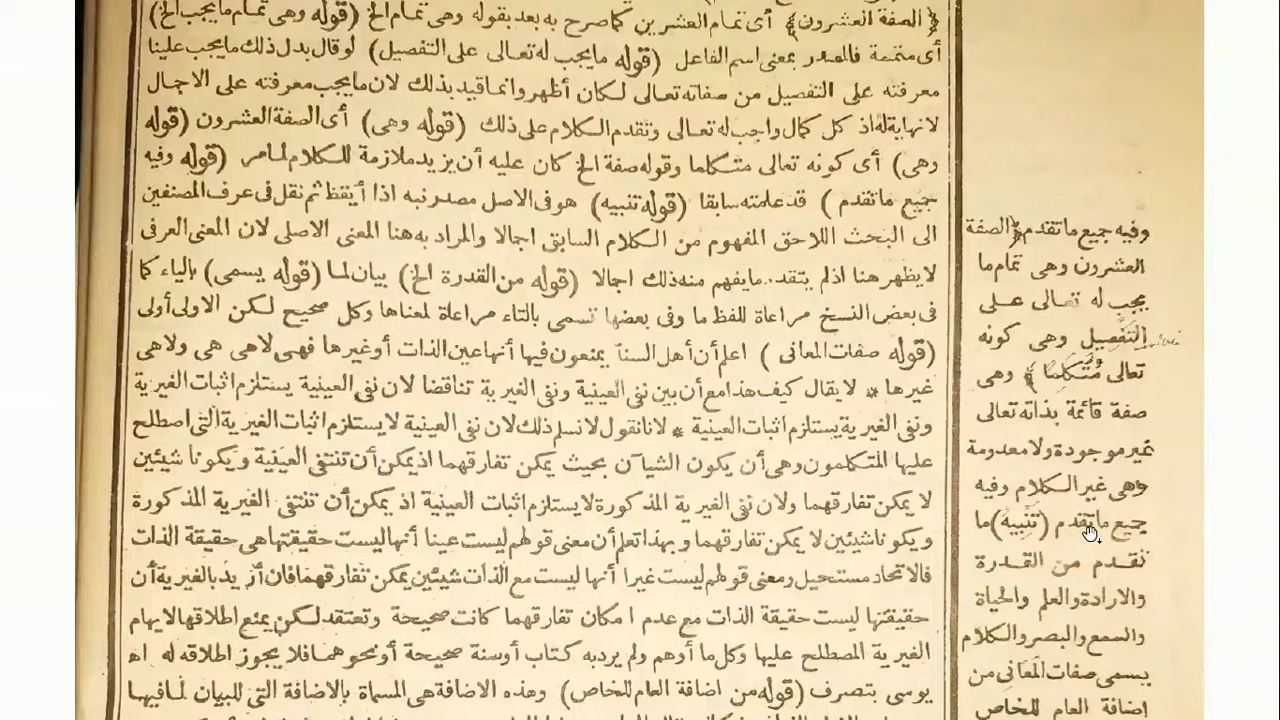 ﴿الصفة العشرون﴾ أى تمام العشرين كما صرح به بعد بقوله وهى تمام الخ (قوله وهى تمام ما يجب الخ)
أى متممة فالمصدر بمعنى اسم الفاعل (قوله ما يجب له تعالى على التفصيل) لو قال بدل ذلك ما يجب علينا
معرفته على التفصيل من صفاته تعالى لكان أظهر وانما قيد بذلك لان ما يجب معرفته على الاجمال
لا نهاية له اذ كل كمال واجب له تعالى وتقدم الكلام على ذلك (قوله وهى) أى الصفة العشرون (قوله
وهى) أى كونه تعالى متكلما وقوله صفة الخ كان عليه أن يزيد ملازمة للكلام لما مر (قوله وفيه
جميع ما تقدم) قد علمته سابقا (قوله تنبيه) هو فى الاصل مصدر نبه اذا أيقظ ثم نقل فى عرف المصنفين
الى البحث اللاحق المفهوم من الكلام السابق اجمالا والمراد به هنا المعنى الاصلى لان المعنى العرفى
لا يظهر هنا اذ لم يتقدم ما يفهم منه ذلك اجمالا (قوله من القدرة الخ) بيان لما (قوله يسمى) بالياء كما
فى بعض النسخ مراعاة للفظ ما وفى بعضها تسمى بالتاء مراعاة لمعناها وكل صحيح لكن الاولى أولى
(قوله صفات المعانى) اعلم أن أهل السنة يمنعون فيها أنها عين الذات أو غيرها فهى لاهى هى ولاهى
غيرها * لا يقال كيف هذا مع أن بين نفى العينية ونفى الغيرية تناقضا لان نفى العينية يستلزم اثبات الغيرية
ونفى الغيرية يستلزم اثبات العينية * لانا نقول لا نسلم ذلك لان نفى العينية لا يستلزم اثبات الغيرية التى اصطلح
عليها المتكلمون وهى أن يكون الشيآن بحيث يمكن تفارقهما اذ يمكن أن تنتفى العينية ويكونا شيئين
لا يمكن تفارقهما ولان نفى الغيرية المذكورة لا يستلزم اثبات العينية اذ يمكن أن تنتفى الغيرية المذكورة
ويكونا شيئين لا يمكن تفارقهما وبهذا تعلم أن معنى قولهم ليست عينا أنها ليست حقيقتها هى حقيقة الذات
فالاتحاد مستحيل ومعنى قولهم ليست غيرا أنها ليست مع الذات شيئين يمكن تفارقهما فان أريد بالغيرية أن
حقيقتها ليست حقيقة الذات مع عدم امكان تفارقهما كانت صحيحة وتعتقد لكن يمنع اطلاقها لايهام
الغيرية المصطلح عليها وكل ما أوهم ولم يرد به كتاب أو سنة صحيحة أو نحوهما فلا يجوز اطلاقه له اه
يوسى بتصرف (قوله من اضافة العام للخاص) وهذه الاضافة هى المسماة بالاضافة التى للبيان لما فيها
وفيه جميع ما تقدم ﴿الصفة
العشرون وهى تمام ما
يجب له تعالى على
التفصيل وهى كونه
تعالى متكلما﴾ وهى
صفة قائمة بذاته تعالى
غير موجودة ولا معدومة
وهى غير الكلام وفيه
جميع ما تقدم (تنبيه) ما
تقدم من القدرة
والارادة والعلم والحياة
والسمع والبصر والكلام
يسمى صفات المعانى من
اضافة العام للخاص